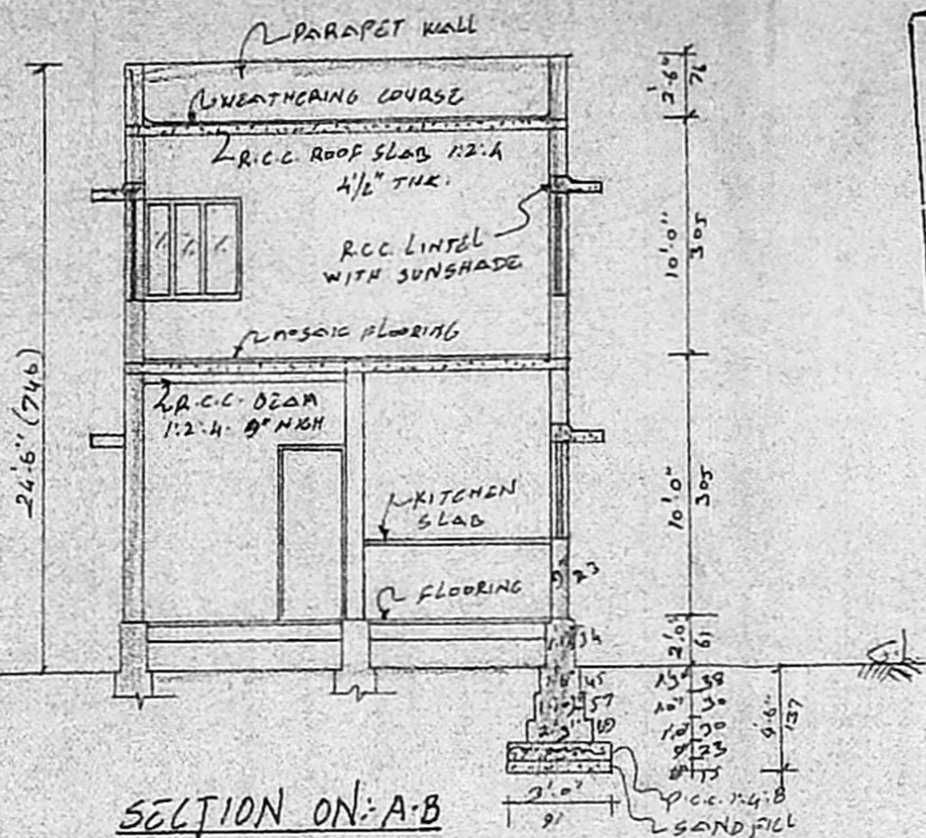 PARAPET WALL
WEATHERING COURSE
R.C.C. ROOF SLAB 1:2:4
4 1/2" THK.
R.C.C. LINTEL
WITH SUNSHADE
MOSAIC FLOORING
R.C.C. BEAM
1:2:4. 9" HIGH
KITCHEN
SLAB
FLOORING
24'.6" (746)
2'.6"
76
10'.0"
305
10'.0"
305
9"
23
2'.0"
61
34
45
57
2'.3"
69
38
1'.0"
30
1'.0"
30
9"
23
15
137
3'.0"
91
P.C.C. 1:4:8
SAND FILL
SECTION ON:- A-B